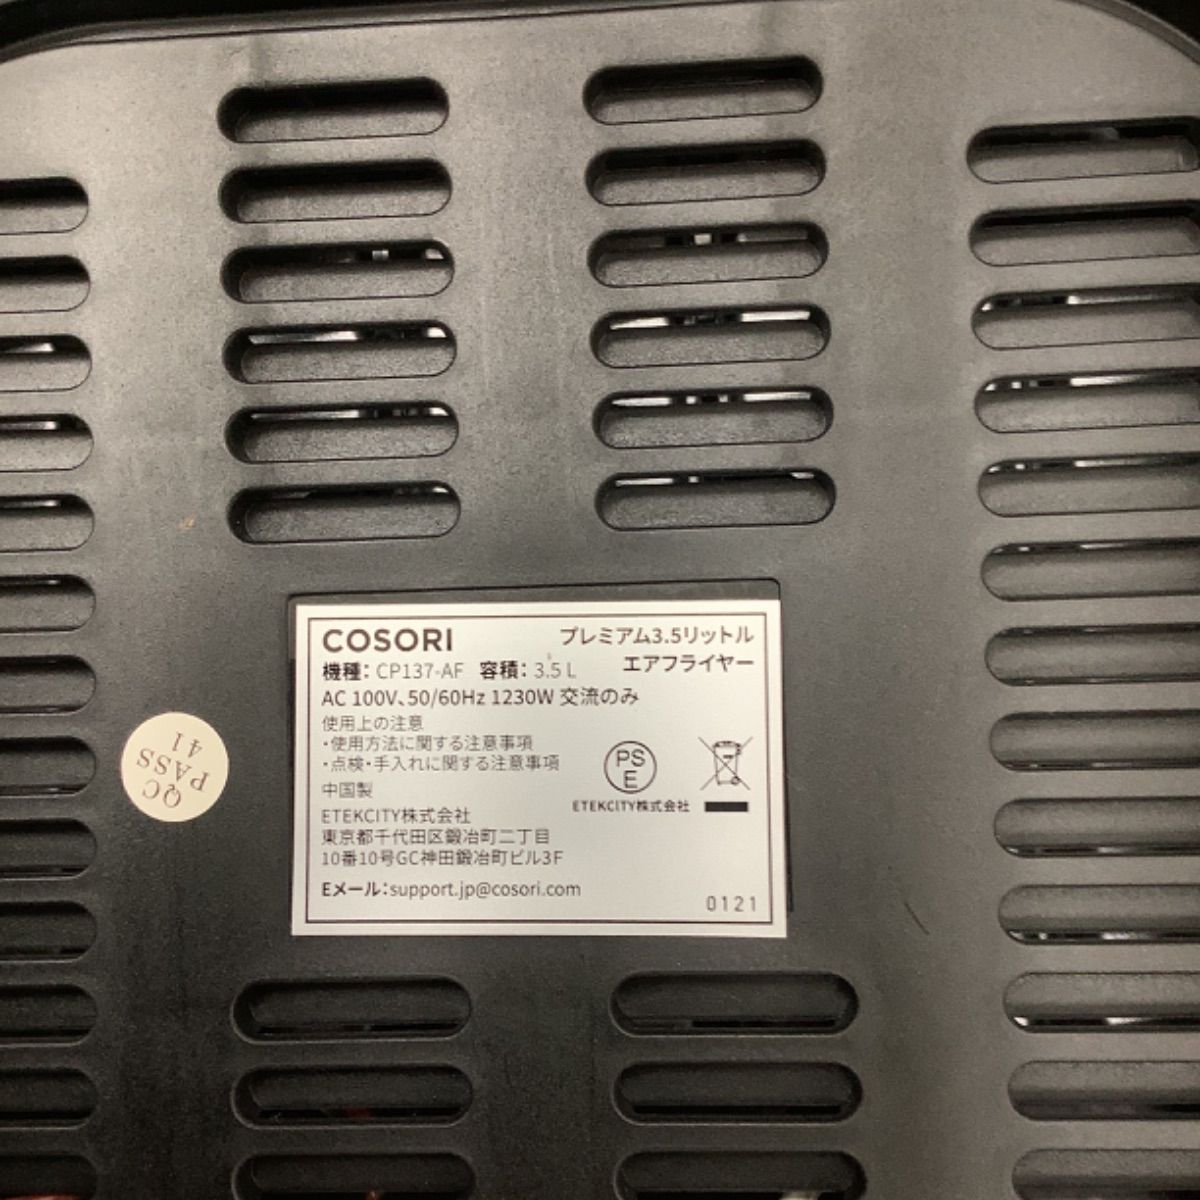 COSORI
プレミアム3.5リットル
エアフライヤー
機種: CP137-AF 容積: 3.5 L
AC 100V、50/60Hz 1230W 交流のみ
使用上の注意
・使用方法に関する注意事項
・点検・手入れに関する注意事項
中国製
ETEKCITY株式会社
東京都千代田区鍛冶町二丁目
10番10号GC神田鍛冶町ビル3F
Eメール:support.jp@cosori.com
PS
E
ETEKCITY株式会社
0121
QC
PASS
41